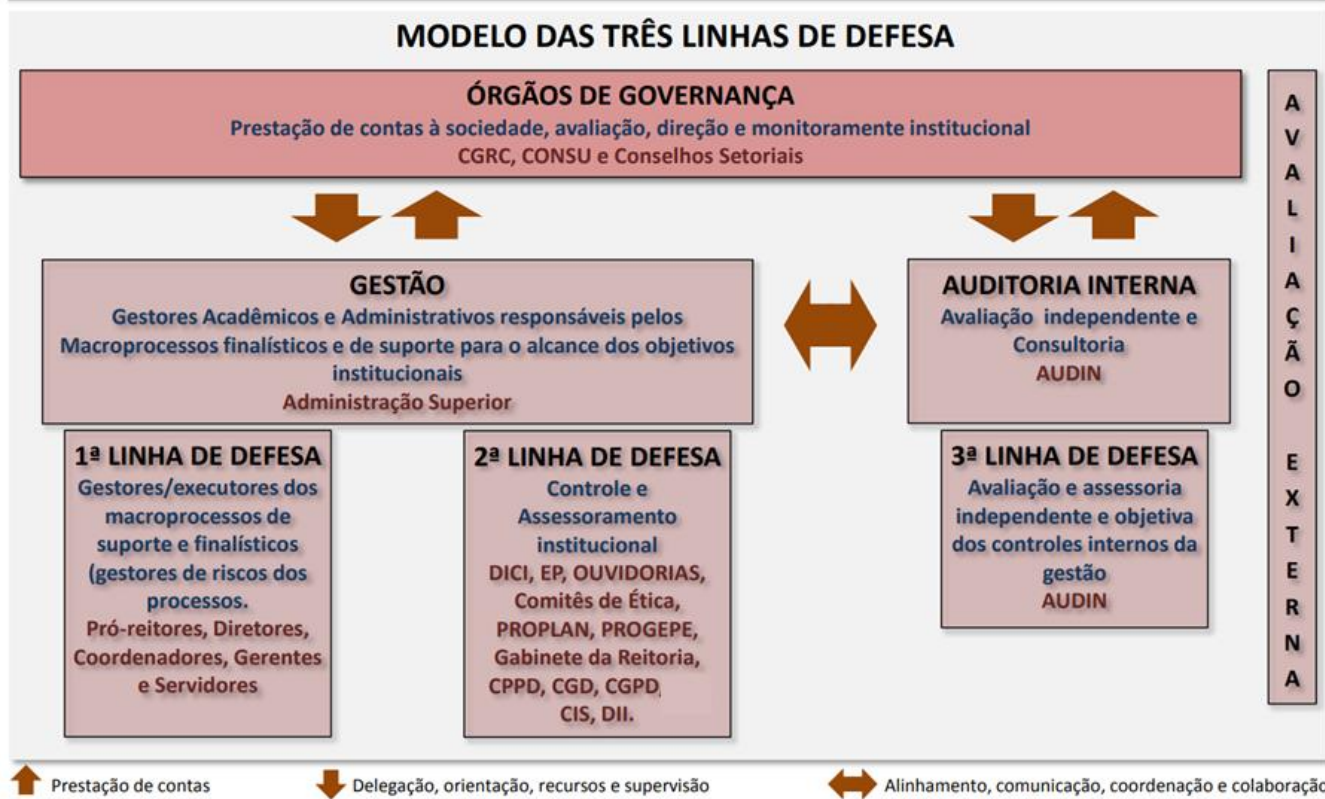 MODELO DAS TRÊS LINHAS DE DEFESA
ÓRGÃOS DE GOVERNANÇA
Prestação de contas à sociedade, avaliação, direção e monitoramente institucional
CGRC, CONSU e Conselhos Setoriais
GESTÃO
Gestores Acadêmicos e Administrativos responsáveis pelos
Macroprocessos finalísticos e de suporte para o alcance dos objetivos
institucionais
Administração Superior
AUDITORIA INTERNA
Avaliação independente e
Consultoria
AUDIN
1ª LINHA DE DEFESA
Gestores/executores dos
macroprocessos de
suporte e finalísticos
(gestores de riscos dos
processos.
Pró-reitores, Diretores,
Coordenadores, Gerentes
e Servidores
2ª LINHA DE DEFESA
Controle e
Assessoramento
institucional
DICI, EP, OUVIDORIAS,
Comitês de Ética,
PROPLAN, PROGEPE,
Gabinete da Reitoria,
CPPD, CGD, CGPD,
CIS, DII.
3ª LINHA DE DEFESA
Avaliação e assessoria
independente e objetiva
dos controles internos da
gestão
AUDIN
AVALIAÇÃO EXTERNA
Prestação de contas
Delegação, orientação, recursos e supervisão
Alinhamento, comunicação, coordenação e colaboração